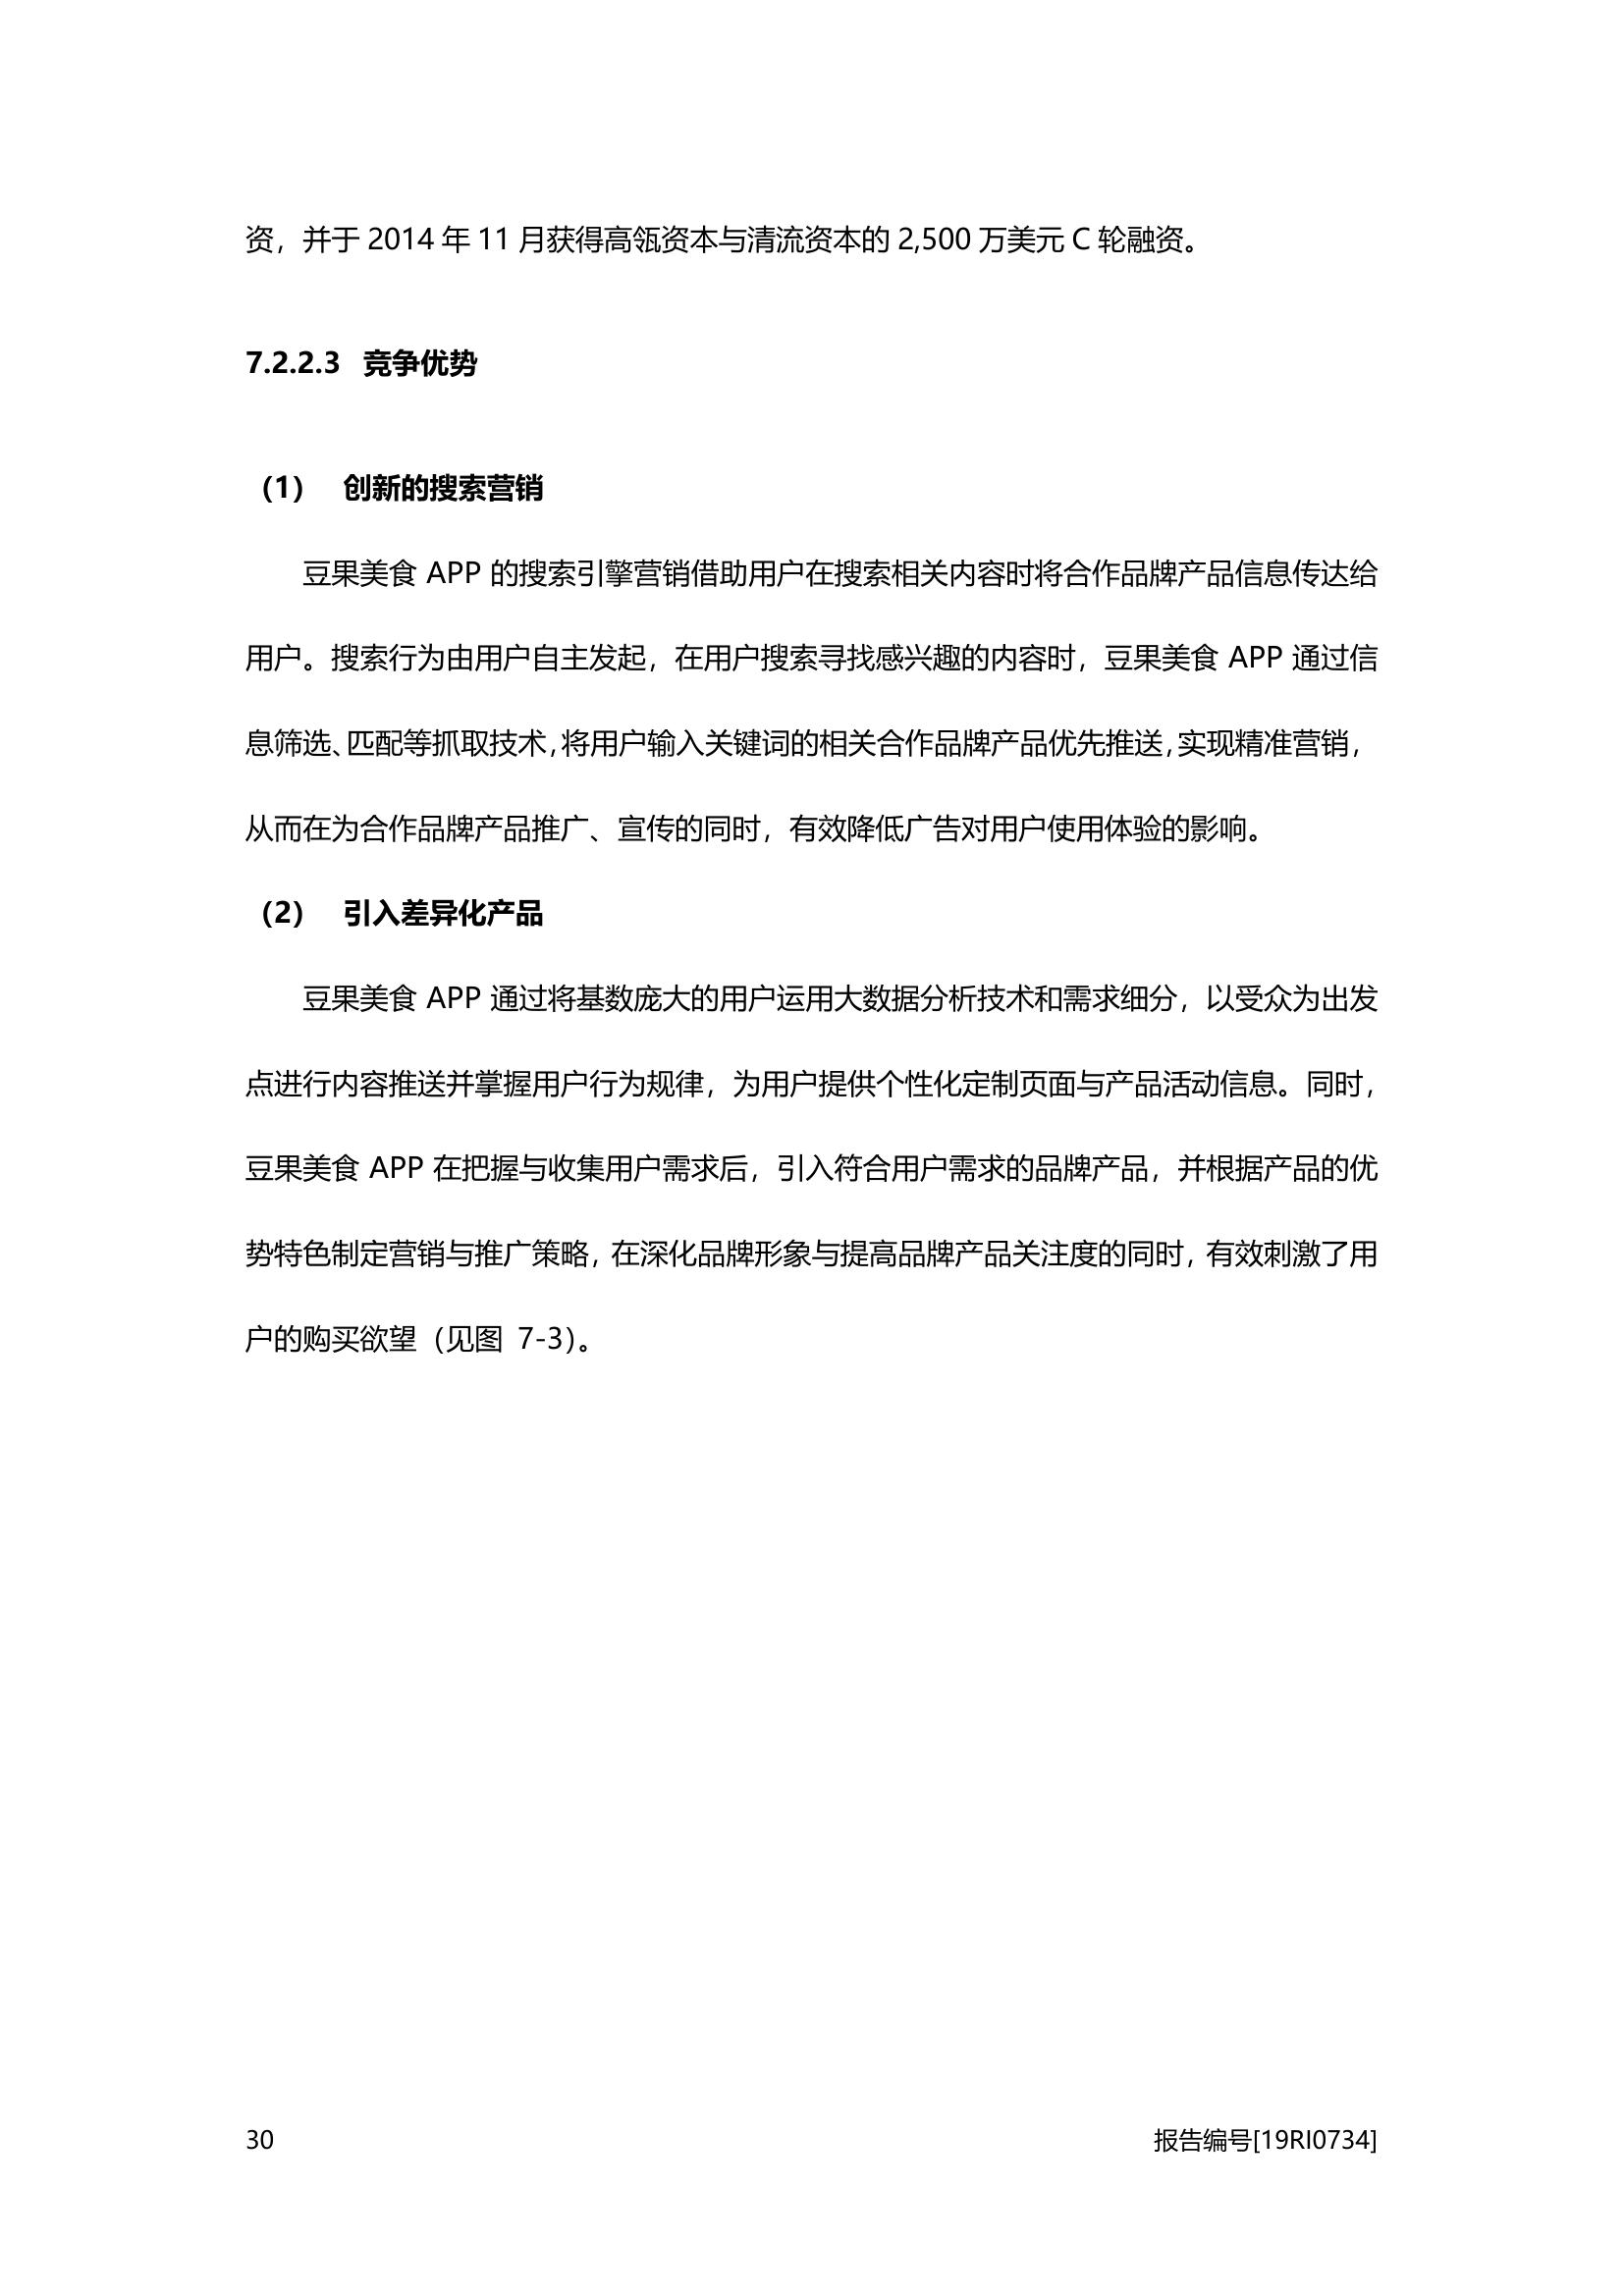 资，并于 2014 年 11 月获得高瓴资本与清流资本的 2,500 万美元 C 轮融资。
7.2.2.3 竞争优势
（1） 创新的搜索营销
豆果美食 APP 的搜索引擎营销借助用户在搜索相关内容时将合作品牌产品信息传达给
用户。搜索行为由用户自主发起，在用户搜索寻找感兴趣的内容时，豆果美食 APP 通过信
息筛选、匹配等抓取技术，将用户输入关键词的相关合作品牌产品优先推送，实现精准营销，
从而在为合作品牌产品推广、宣传的同时，有效降低广告对用户使用体验的影响。
（2） 引入差异化产品
豆果美食 APP 通过将基数庞大的用户运用大数据分析技术和需求细分，以受众为出发
点进行内容推送并掌握用户行为规律，为用户提供个性化定制页面与产品活动信息。同时，
豆果美食 APP 在把握与收集用户需求后，引入符合用户需求的品牌产品，并根据产品的优
势特色制定营销与推广策略，在深化品牌形象与提高品牌产品关注度的同时，有效刺激了用
户的购买欲望（见图 7-3）。
30 报告编号[19RI0734]